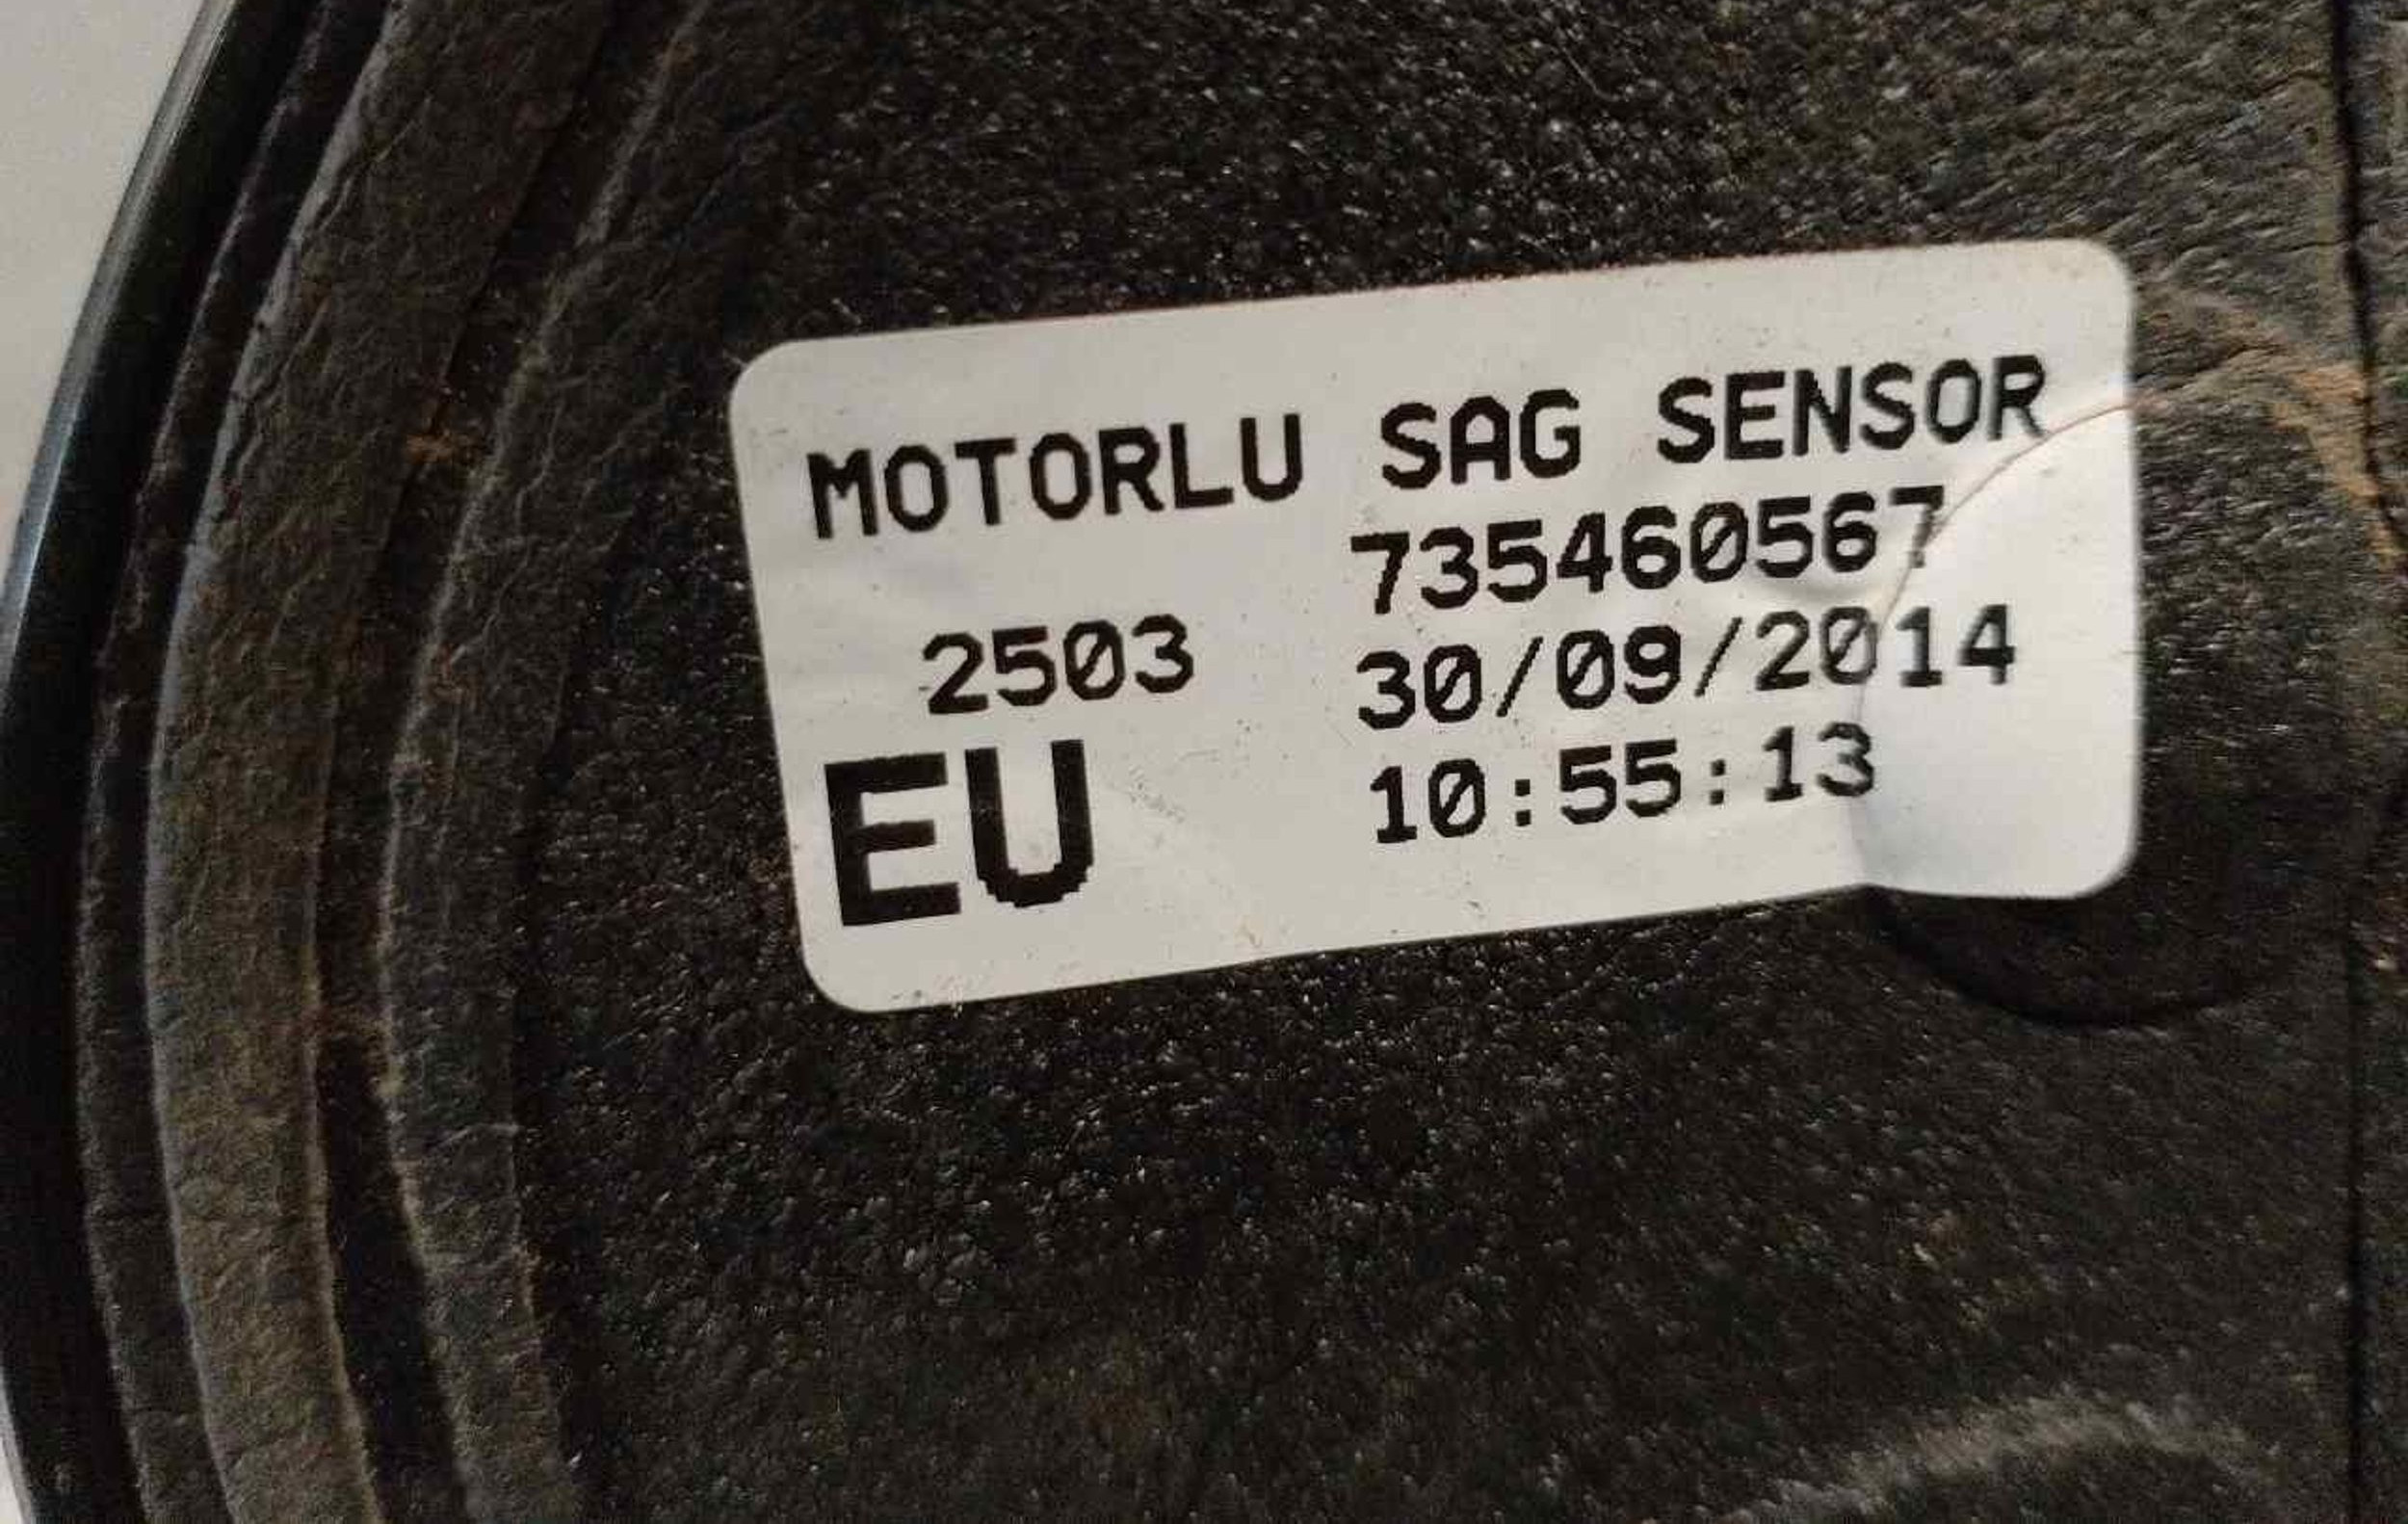 MOTORLU SAG SENSOR
735460567
2503 30/09/2014
EU 10:55:13